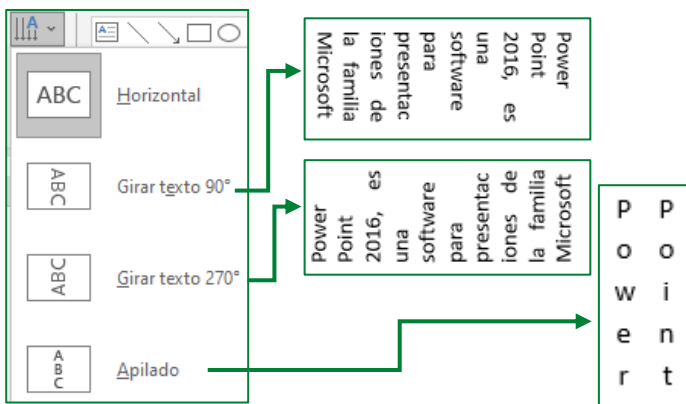 A
A
ABC
Horizontal
ABC
Girar texto 90°
ABC
Girar texto 270°
A
B
C
Apilado
Power
Point
2016, es
una
software
para
presentac
iones de
la familia
Microsoft
Power
Point
2016, es
una
software
para
presentac
iones de
la familia
Microsoft
P P
o o
w i
e n
r t